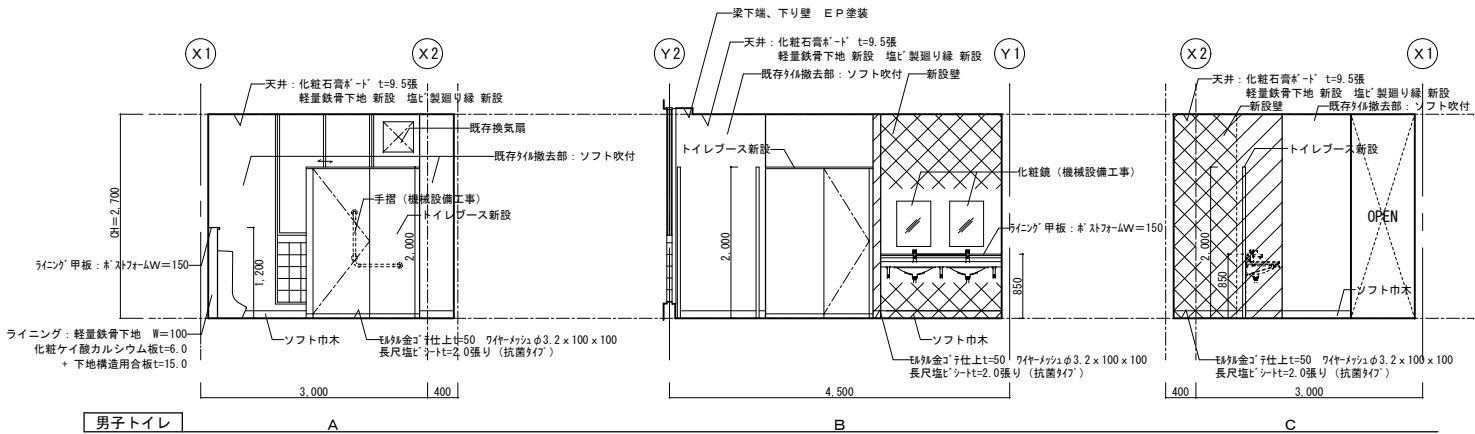 X1
X2
天井：化粧石膏ﾎﾞｰﾄﾞ t=9.5張
軽量鉄骨下地 新設 塩ﾋﾞ製廻り縁 新設
既存換気扇
既存ﾀｲﾙ撤去部：ソフト吹付
手摺（機械設備工事）
トイレブース新設
CH=2,700
2,000
1,200
ﾗｲﾆﾝｸﾞ甲板：ﾎﾟｽﾄﾌｫｰﾑW=150
ライニング：軽量鉄骨下地 W=100
化粧ケイ酸カルシウム板t=6.0
+ 下地構造用合板t=15.0
ソフト巾木
ﾓﾙﾀﾙ金ｺﾞﾃ仕上t=50 ﾜｲﾔｰﾒｯｼｭφ3.2x100x100
長尺塩ﾋﾞｼｰﾄt=2.0張り（抗菌ﾀｲﾌﾟ）
3,000
400
梁下端、下り壁 ＥＰ塗装
Y2
Y1
天井：化粧石膏ﾎﾞｰﾄﾞ t=9.5張
軽量鉄骨下地 新設 塩ﾋﾞ製廻り縁 新設
既存ﾀｲﾙ撤去部：ソフト吹付
新設壁
トイレブース新設
化粧鏡（機械設備工事）
2,000
ﾗｲﾆﾝｸﾞ甲板：ﾎﾟｽﾄﾌｫｰﾑW=150
850
ソフト巾木
ﾓﾙﾀﾙ金ｺﾞﾃ仕上t=50 ﾜｲﾔｰﾒｯｼｭφ3.2x100x100
長尺塩ﾋﾞｼｰﾄt=2.0張り（抗菌ﾀｲﾌﾟ）
4,500
X2
X1
天井：化粧石膏ﾎﾞｰﾄﾞ t=9.5張
軽量鉄骨下地 新設 塩ﾋﾞ製廻り縁 新設
新設壁
既存ﾀｲﾙ撤去部：ソフト吹付
トイレブース新設
OPEN
2,000
850
ソフト巾木
ﾓﾙﾀﾙ金ｺﾞﾃ仕上t=50 ﾜｲﾔｰﾒｯｼｭφ3.2x100x100
長尺塩ﾋﾞｼｰﾄt=2.0張り（抗菌ﾀｲﾌﾟ）
400
3,000
男子トイレ
A
B
C